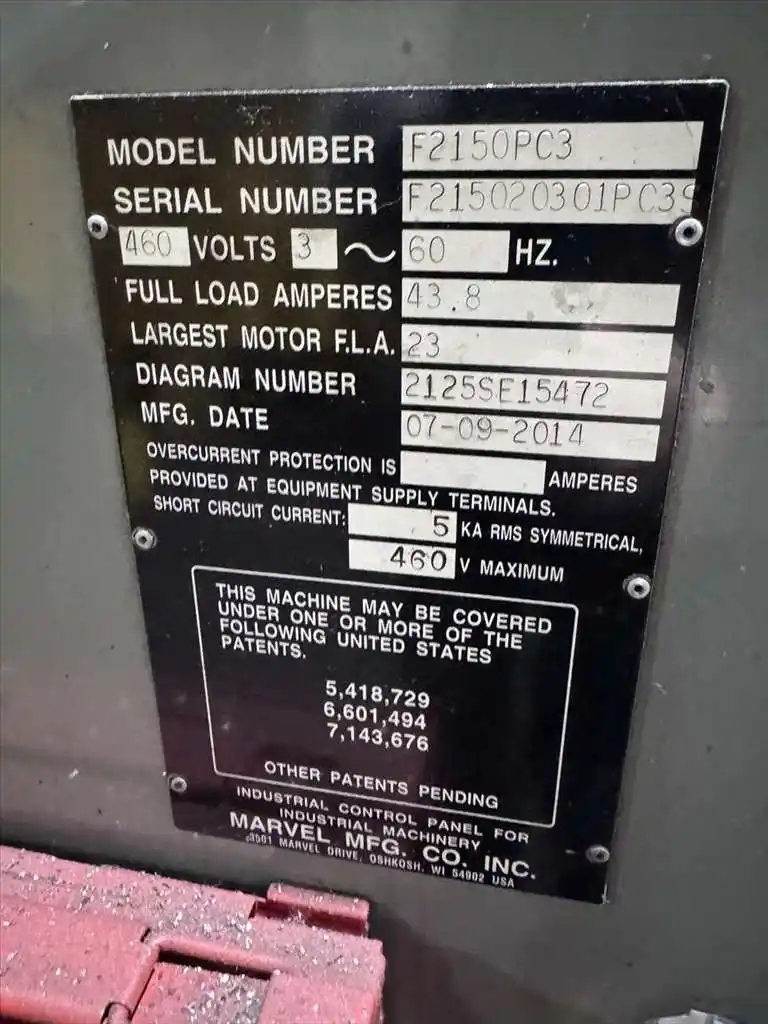 MODEL NUMBER F2150PC3
SERIAL NUMBER F215020301PC3S
460 VOLTS 3 ~ 60 HZ.
FULL LOAD AMPERES 43.8
LARGEST MOTOR F.L.A. 23
DIAGRAM NUMBER 2125SE15472
MFG. DATE 07-09-2014
OVERCURRENT PROTECTION IS AMPERES
PROVIDED AT EQUIPMENT SUPPLY TERMINALS.
SHORT CIRCUIT CURRENT: 5 KA RMS SYMMETRICAL,
460 V MAXIMUM
THIS MACHINE MAY BE COVERED
UNDER ONE OR MORE OF THE
FOLLOWING UNITED STATES
PATENTS.
5,418,729
6,601,494
7,143,676
OTHER PATENTS PENDING
INDUSTRIAL CONTROL PANEL FOR
INDUSTRIAL MACHINERY
MARVEL MFG. CO. INC.
3501 MARVEL DRIVE, OSHKOSH, WI 54902 USA